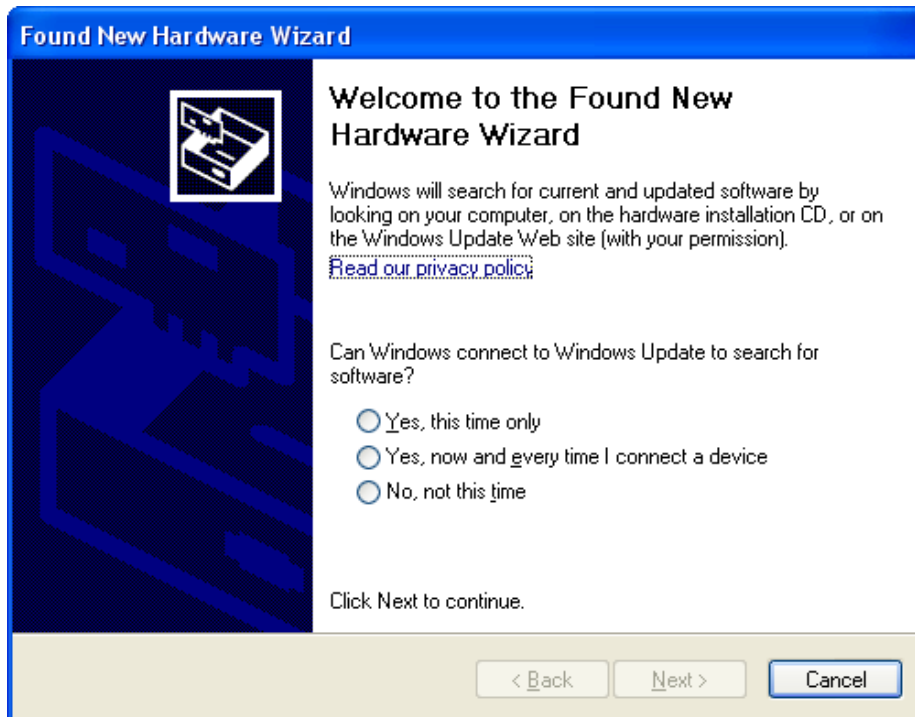 Found New Hardware Wizard
Welcome to the Found New
Hardware Wizard
Windows will search for current and updated software by
looking on your computer, on the hardware installation CD, or on
the Windows Update Web site (with your permission).
Read our privacy policy
Can Windows connect to Windows Update to search for
software?
Yes, this time only
Yes, now and every time I connect a device
No, not this time
Click Next to continue.
< Back
Next >
Cancel